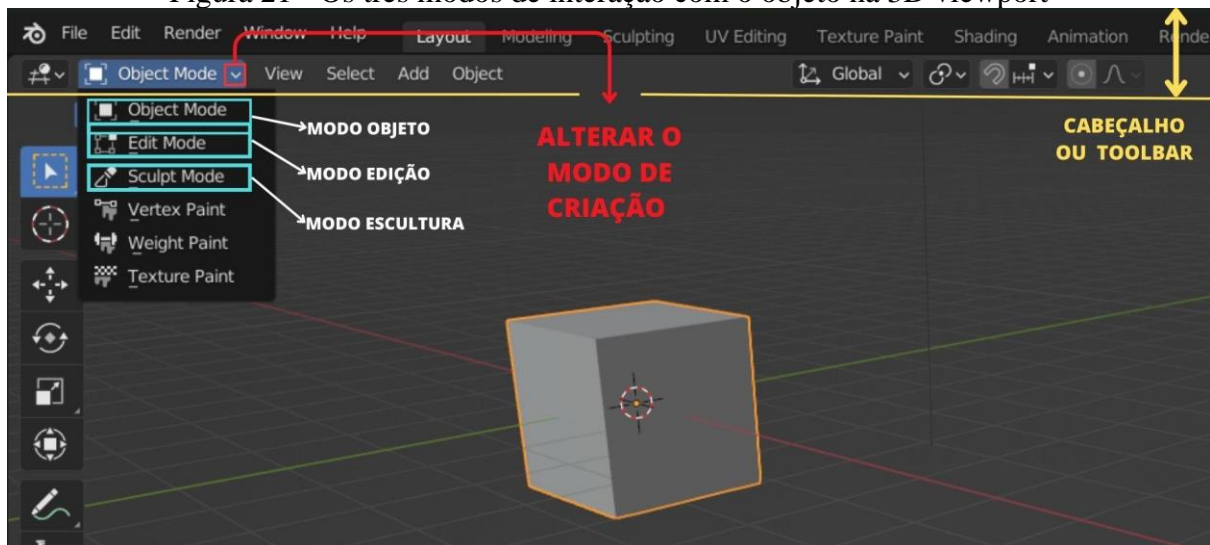 Figura 21 - Os três modos de interação com o objeto na 3D viewport
File Edit Render Window Help Layout Modeling Sculpting UV Editing Texture Paint Shading Animation Rende
Object Mode View Select Add Object Global
Object Mode
Edit Mode
Sculpt Mode
Vertex Paint
Weight Paint
Texture Paint
MODO OBJETO
MODO EDIÇÃO
MODO ESCULTURA
ALTERAR O
MODO DE
CRIAÇÃO
CABEÇALHO
OU TOOLBAR